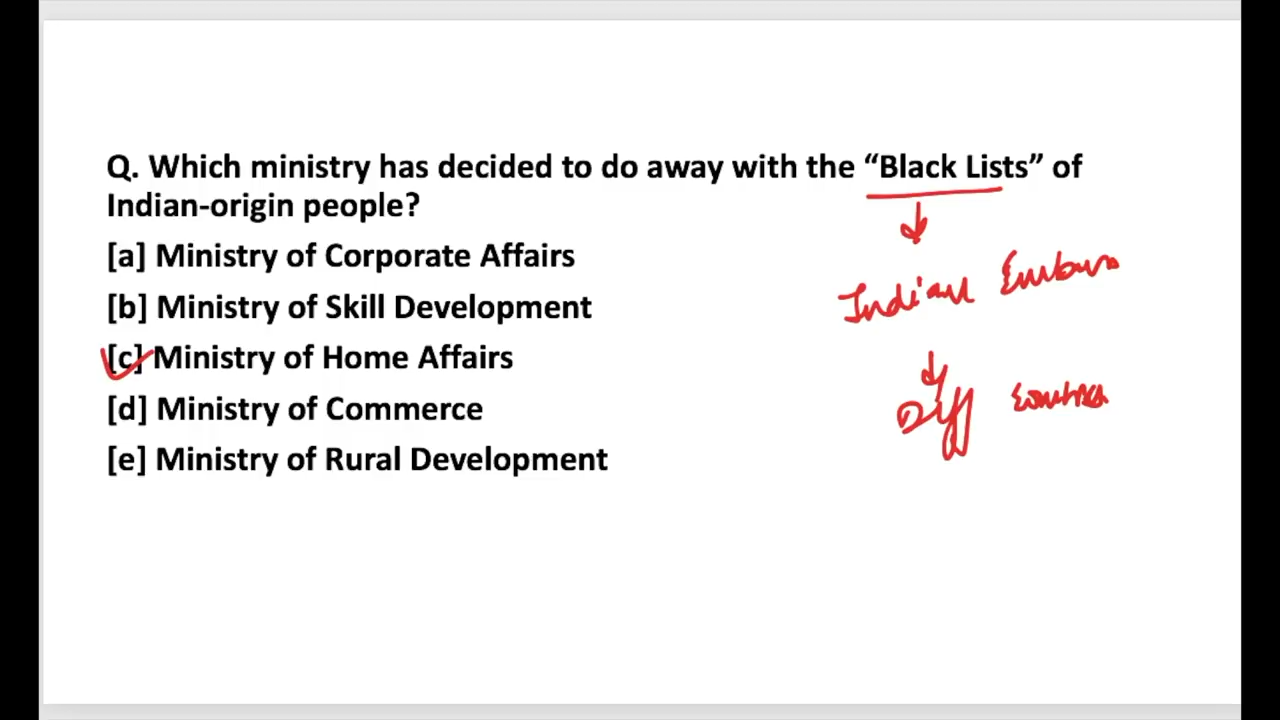 Q. Which ministry has decided to do away with the “Black Lists” of
Indian-origin people?
[a] Ministry of Corporate Affairs
[b] Ministry of Skill Development
[c] Ministry of Home Affairs
[d] Ministry of Commerce
[e] Ministry of Rural Development
Indian
Diff